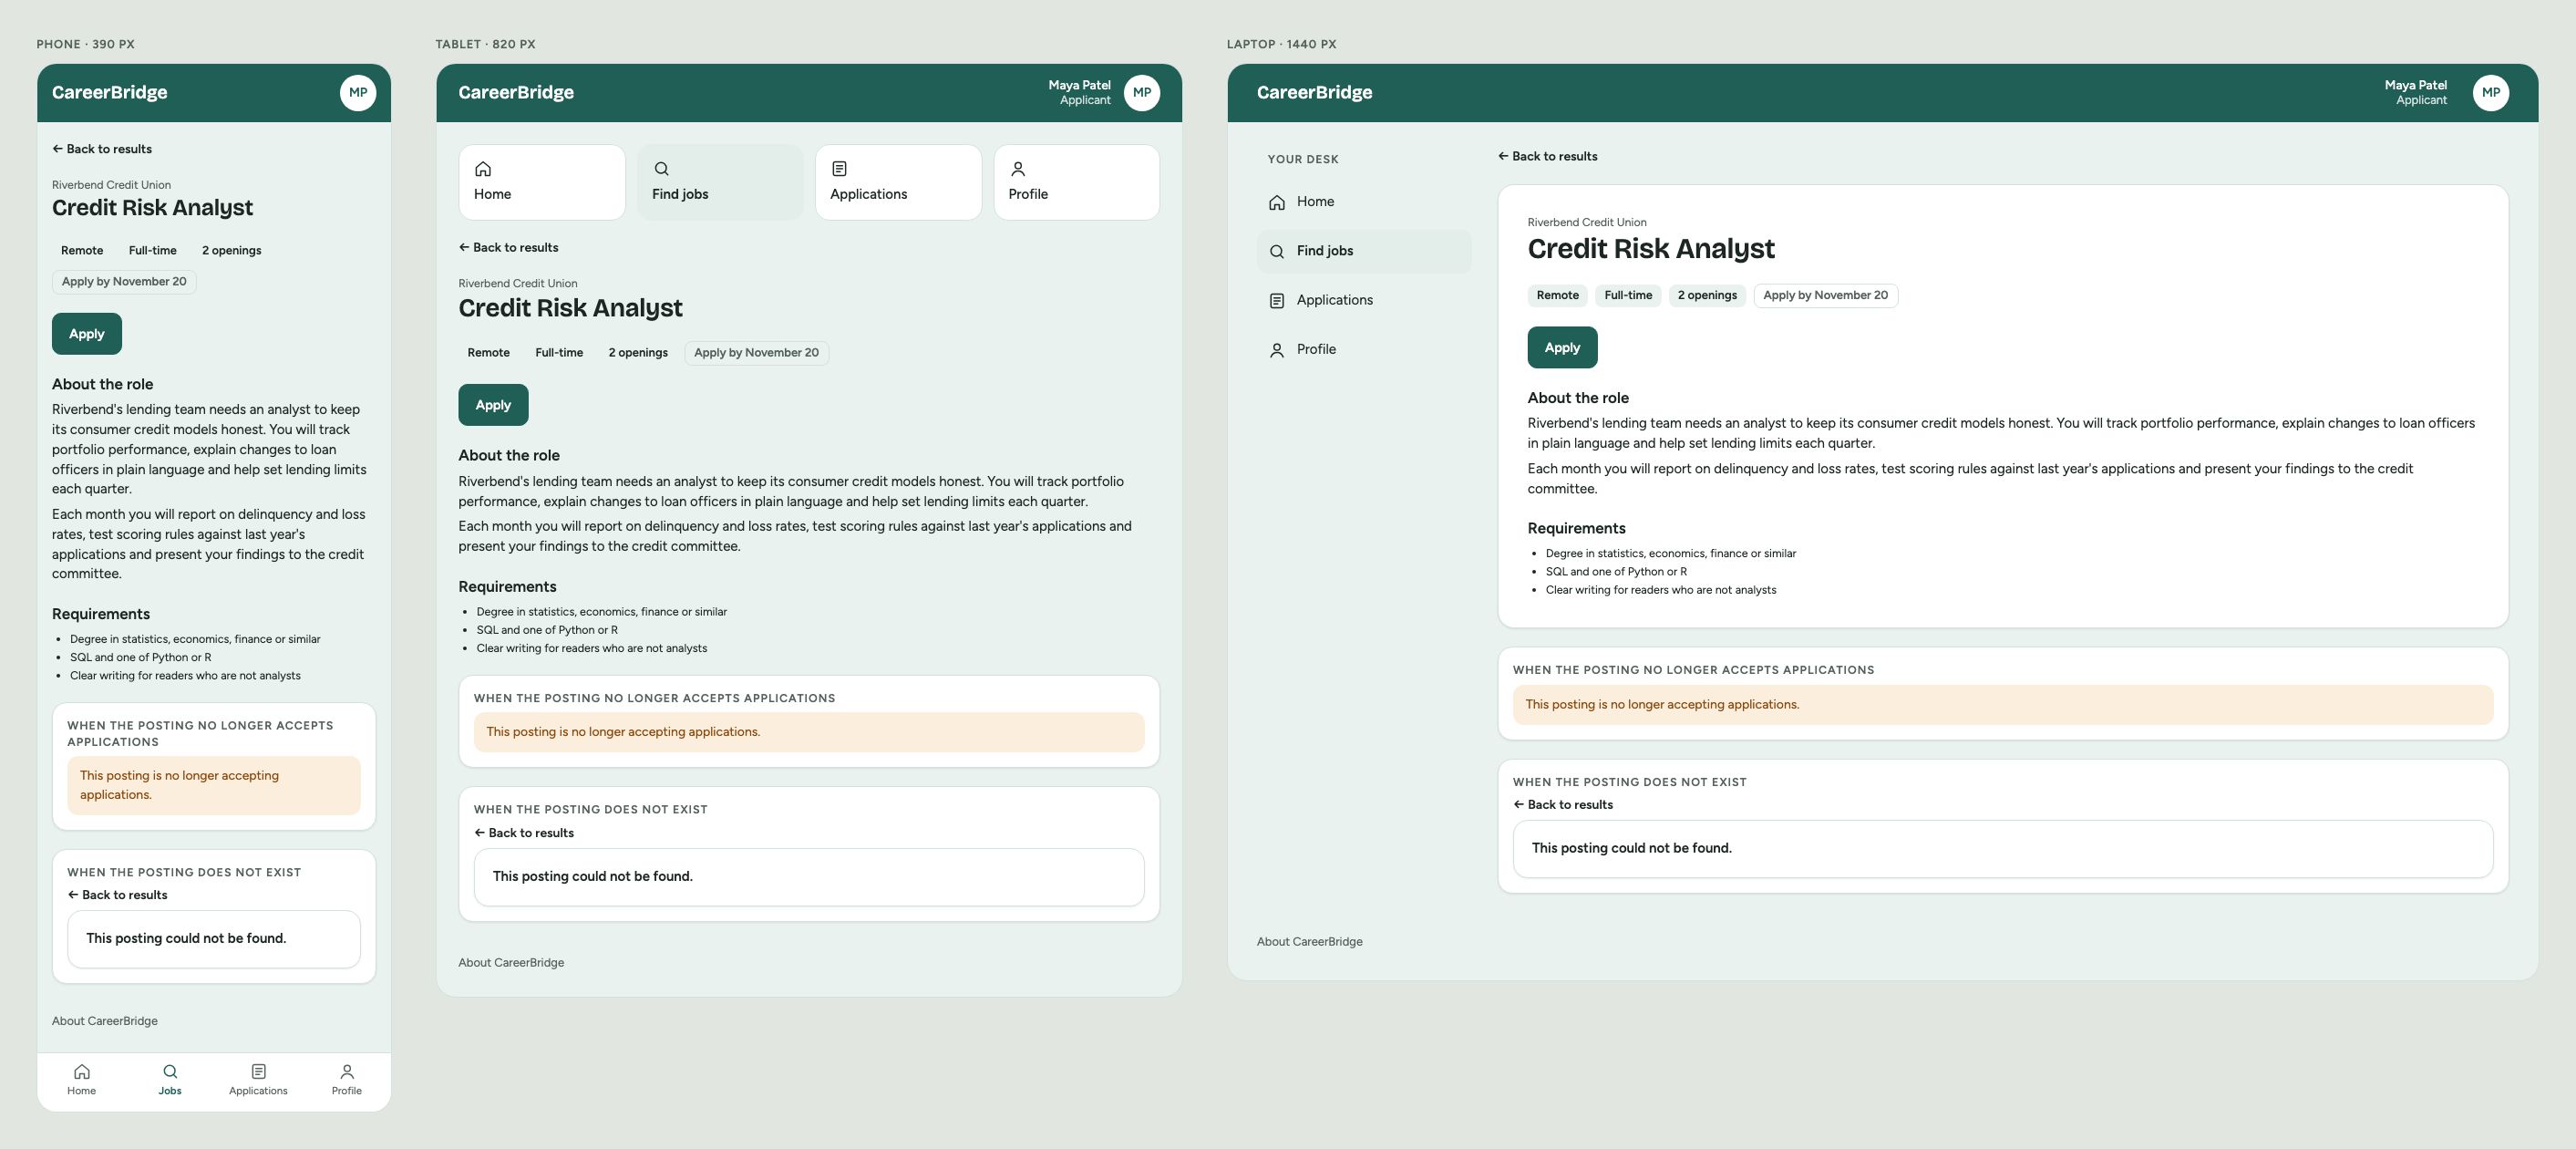 PHONE · 390 PX
CareerBridge
MP
← Back to results
Riverbend Credit Union
Credit Risk Analyst
Remote Full-time 2 openings
Apply by November 20
Apply
About the role
Riverbend's lending team needs an analyst to keep
its consumer credit models honest. You will track
portfolio performance, explain changes to loan
officers in plain language and help set lending limits
each quarter.
Each month you will report on delinquency and loss
rates, test scoring rules against last year's
applications and present your findings to the credit
committee.
Requirements
• Degree in statistics, economics, finance or similar
• SQL and one of Python or R
• Clear writing for readers who are not analysts
WHEN THE POSTING NO LONGER ACCEPTS
APPLICATIONS
This posting is no longer accepting
applications.
WHEN THE POSTING DOES NOT EXIST
← Back to results
This posting could not be found.
About CareerBridge
Home Jobs Applications Profile
TABLET · 820 PX
CareerBridge
Maya Patel
Applicant
MP
Home Find jobs Applications Profile
← Back to results
Riverbend Credit Union
Credit Risk Analyst
Remote Full-time 2 openings Apply by November 20
Apply
About the role
Riverbend's lending team needs an analyst to keep its consumer credit models honest. You will track portfolio
performance, explain changes to loan officers in plain language and help set lending limits each quarter.
Each month you will report on delinquency and loss rates, test scoring rules against last year's applications and
present your findings to the credit committee.
Requirements
• Degree in statistics, economics, finance or similar
• SQL and one of Python or R
• Clear writing for readers who are not analysts
WHEN THE POSTING NO LONGER ACCEPTS APPLICATIONS
This posting is no longer accepting applications.
WHEN THE POSTING DOES NOT EXIST
← Back to results
This posting could not be found.
About CareerBridge
LAPTOP · 1440 PX
CareerBridge
Maya Patel
Applicant
MP
YOUR DESK
Home
Find jobs
Applications
Profile
← Back to results
Riverbend Credit Union
Credit Risk Analyst
Remote Full-time 2 openings Apply by November 20
Apply
About the role
Riverbend's lending team needs an analyst to keep its consumer credit models honest. You will track portfolio performance, explain changes to loan officers
in plain language and help set lending limits each quarter.
Each month you will report on delinquency and loss rates, test scoring rules against last year's applications and present your findings to the credit
committee.
Requirements
• Degree in statistics, economics, finance or similar
• SQL and one of Python or R
• Clear writing for readers who are not analysts
WHEN THE POSTING NO LONGER ACCEPTS APPLICATIONS
This posting is no longer accepting applications.
WHEN THE POSTING DOES NOT EXIST
← Back to results
This posting could not be found.
About CareerBridge